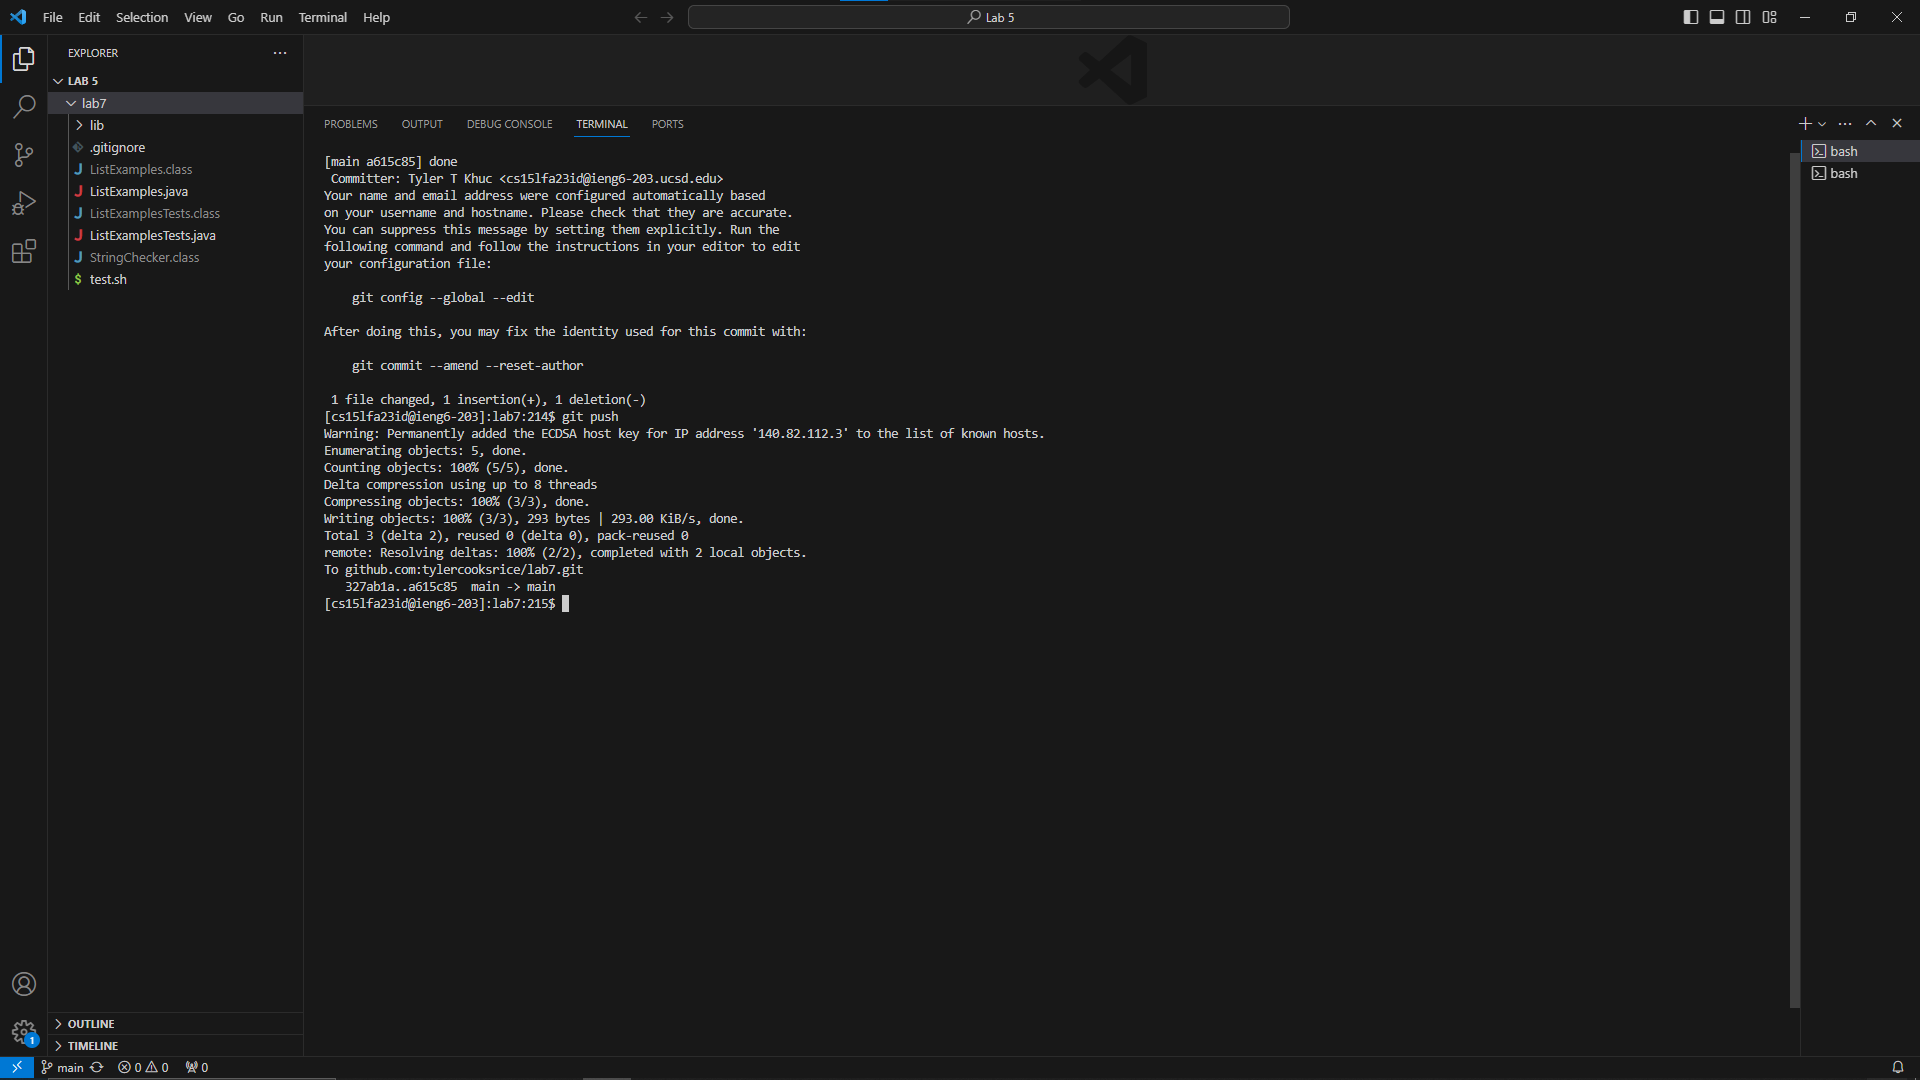 File Edit Selection View Go Run Terminal Help
Lab 5
EXPLORER
LAB 5
lab7
lib
.gitignore
ListExamples.class
ListExamples.java
ListExamplesTests.class
ListExamplesTests.java
StringChecker.class
test.sh
OUTLINE
TIMELINE
PROBLEMS OUTPUT DEBUG CONSOLE TERMINAL PORTS
[main a615c85] done
Committer: Tyler T Khuc <cs15lfa23id@ieng6-203.ucsd.edu>
Your name and email address were configured automatically based
on your username and hostname. Please check that they are accurate.
You can suppress this message by setting them explicitly. Run the
following command and follow the instructions in your editor to edit
your configuration file:
git config --global --edit
After doing this, you may fix the identity used for this commit with:
git commit --amend --reset-author
1 file changed, 1 insertion(+), 1 deletion(-)
[cs15lfa23id@ieng6-203]:lab7:214$ git push
Warning: Permanently added the ECDSA host key for IP address '140.82.112.3' to the list of known hosts.
Enumerating objects: 5, done.
Counting objects: 100% (5/5), done.
Delta compression using up to 8 threads
Compressing objects: 100% (3/3), done.
Writing objects: 100% (3/3), 293 bytes | 293.00 KiB/s, done.
Total 3 (delta 2), reused 0 (delta 0), pack-reused 0
remote: Resolving deltas: 100% (2/2), completed with 2 local objects.
To github.com:tylercooksrice/lab7.git
327ab1a..a615c85  main -> main
[cs15lfa23id@ieng6-203]:lab7:215$
bash
bash
1
main 0 0 0